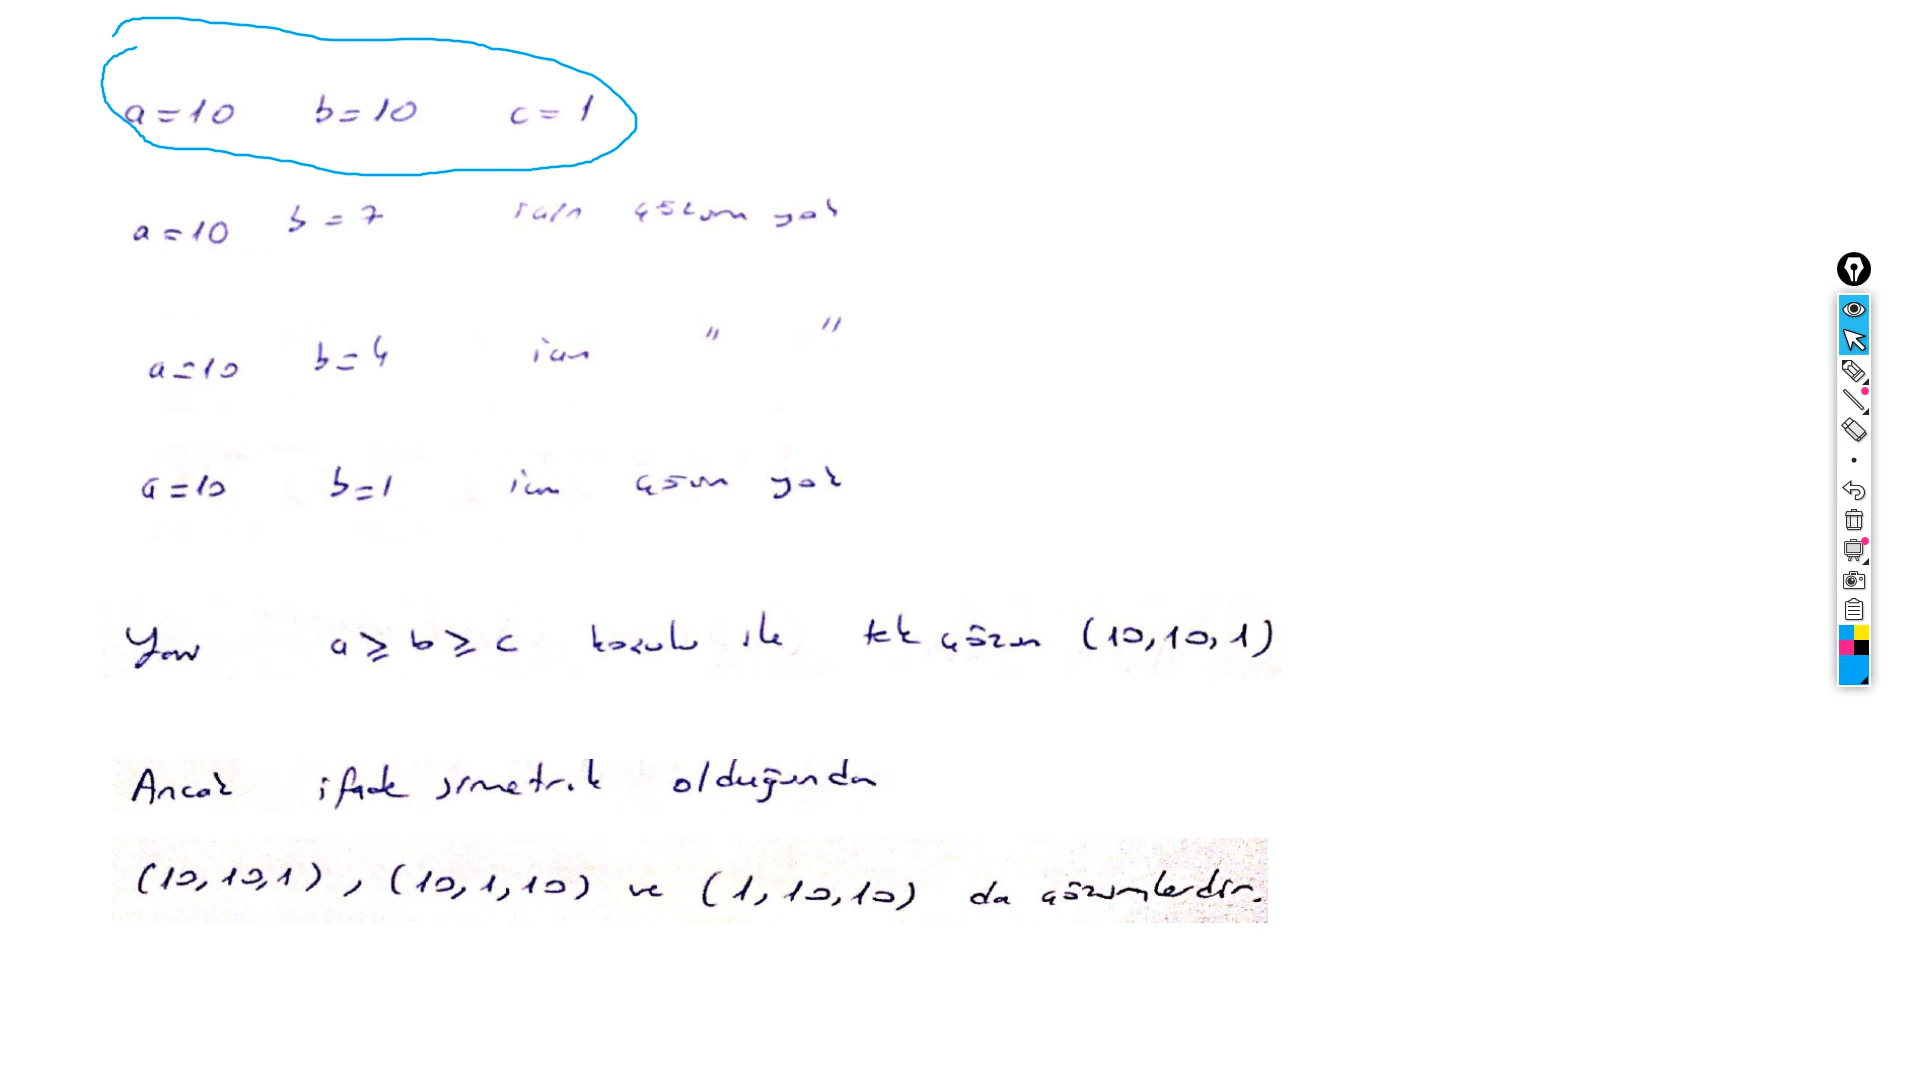 a=10 b=10 c=1
a=10 b=7 için çözüm yok
a=10 b=4 için " "
a=10 b=1 için çözüm yok
Yani a≥b≥c koşulu ile tek çözüm (10,10,1)
Ancak ifade simetrik olduğundan
(10,10,1), (10,1,10) ve (1,10,10) da çözümlerdir.